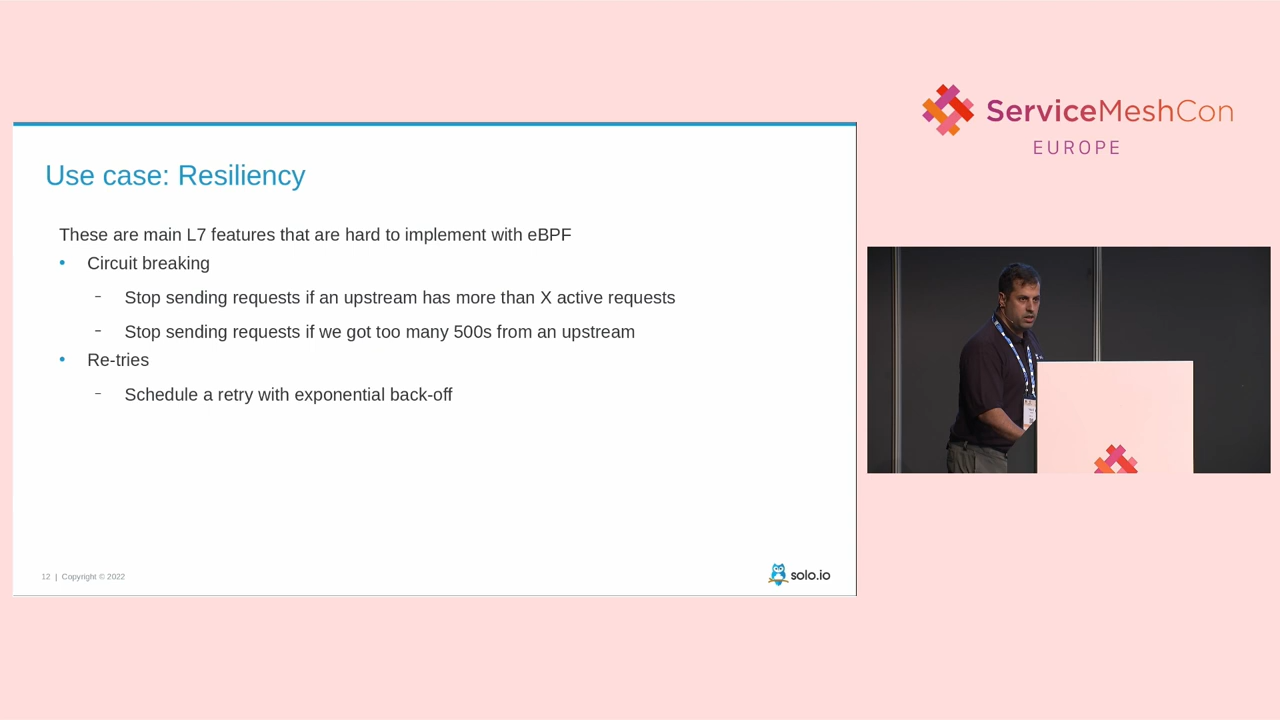 ServiceMeshCon
EUROPE
Use case: Resiliency
These are main L7 features that are hard to implement with eBPF
• Circuit breaking
− Stop sending requests if an upstream has more than X active requests
− Stop sending requests if we got too many 500s from an upstream
• Re-tries
− Schedule a retry with exponential back-off
12 | Copyright © 2022
solo.io